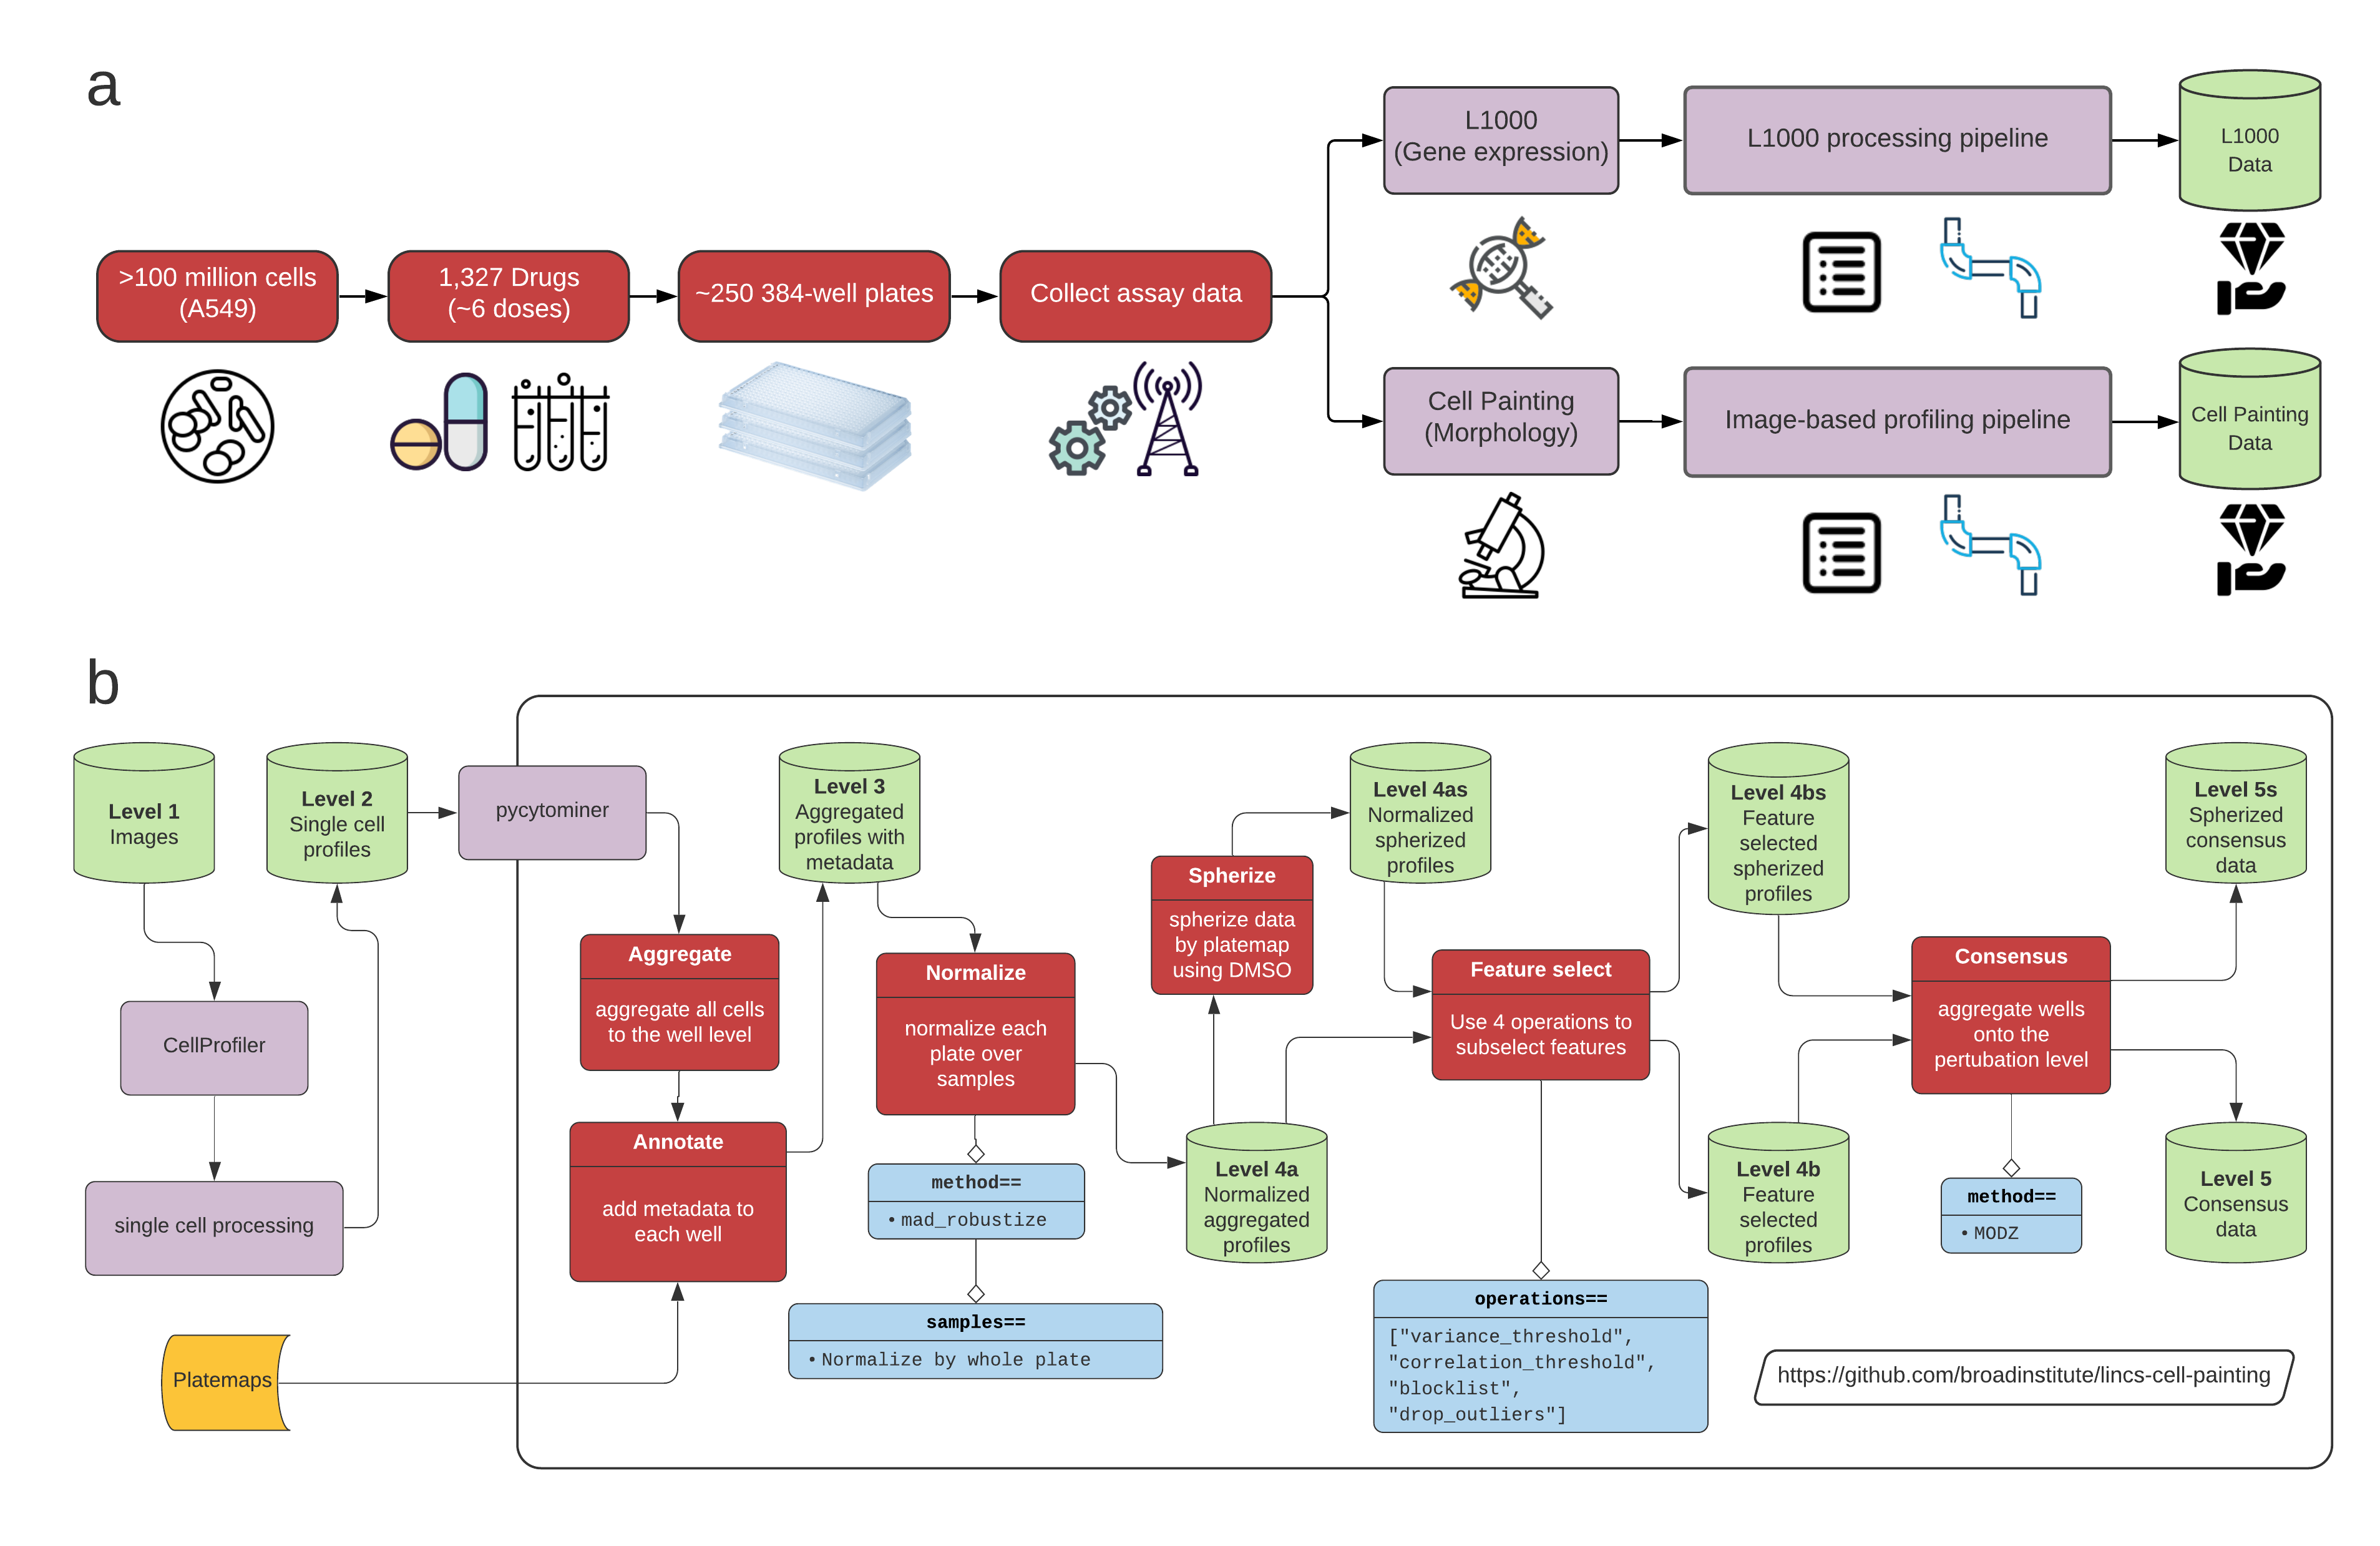 a
>100 million cells
(A549)
1,327 Drugs
(~6 doses)
~250 384-well plates
Collect assay data
L1000
(Gene expression)
L1000 processing pipeline
L1000
Data
Cell Painting
(Morphology)
Image-based profiling pipeline
Cell Painting
Data
b
Level 1
Images
CellProfiler
single cell processing
Level 2
Single cell
profiles
Platemaps
pycytominer
Aggregate
aggregate all cells
to the well level
Annotate
add metadata to
each well
Level 3
Aggregated
profiles with
metadata
Normalize
normalize each
plate over
samples
method==
• mad_robustize
samples==
• Normalize by whole plate
Level 4a
Normalized
aggregated
profiles
Spherize
spherize data
by platemap
using DMSO
Level 4as
Normalized
spherized
profiles
Feature select
Use 4 operations to
subselect features
operations==
["variance_threshold",
"correlation_threshold",
"blocklist",
"drop_outliers"]
Level 4bs
Feature
selected
spherized
profiles
Level 4b
Feature
selected
profiles
Consensus
aggregate wells
onto the
pertubation level
method==
• MODZ
Level 5s
Spherized
consensus
data
Level 5
Consensus
data
https://github.com/broadinstitute/lincs-cell-painting